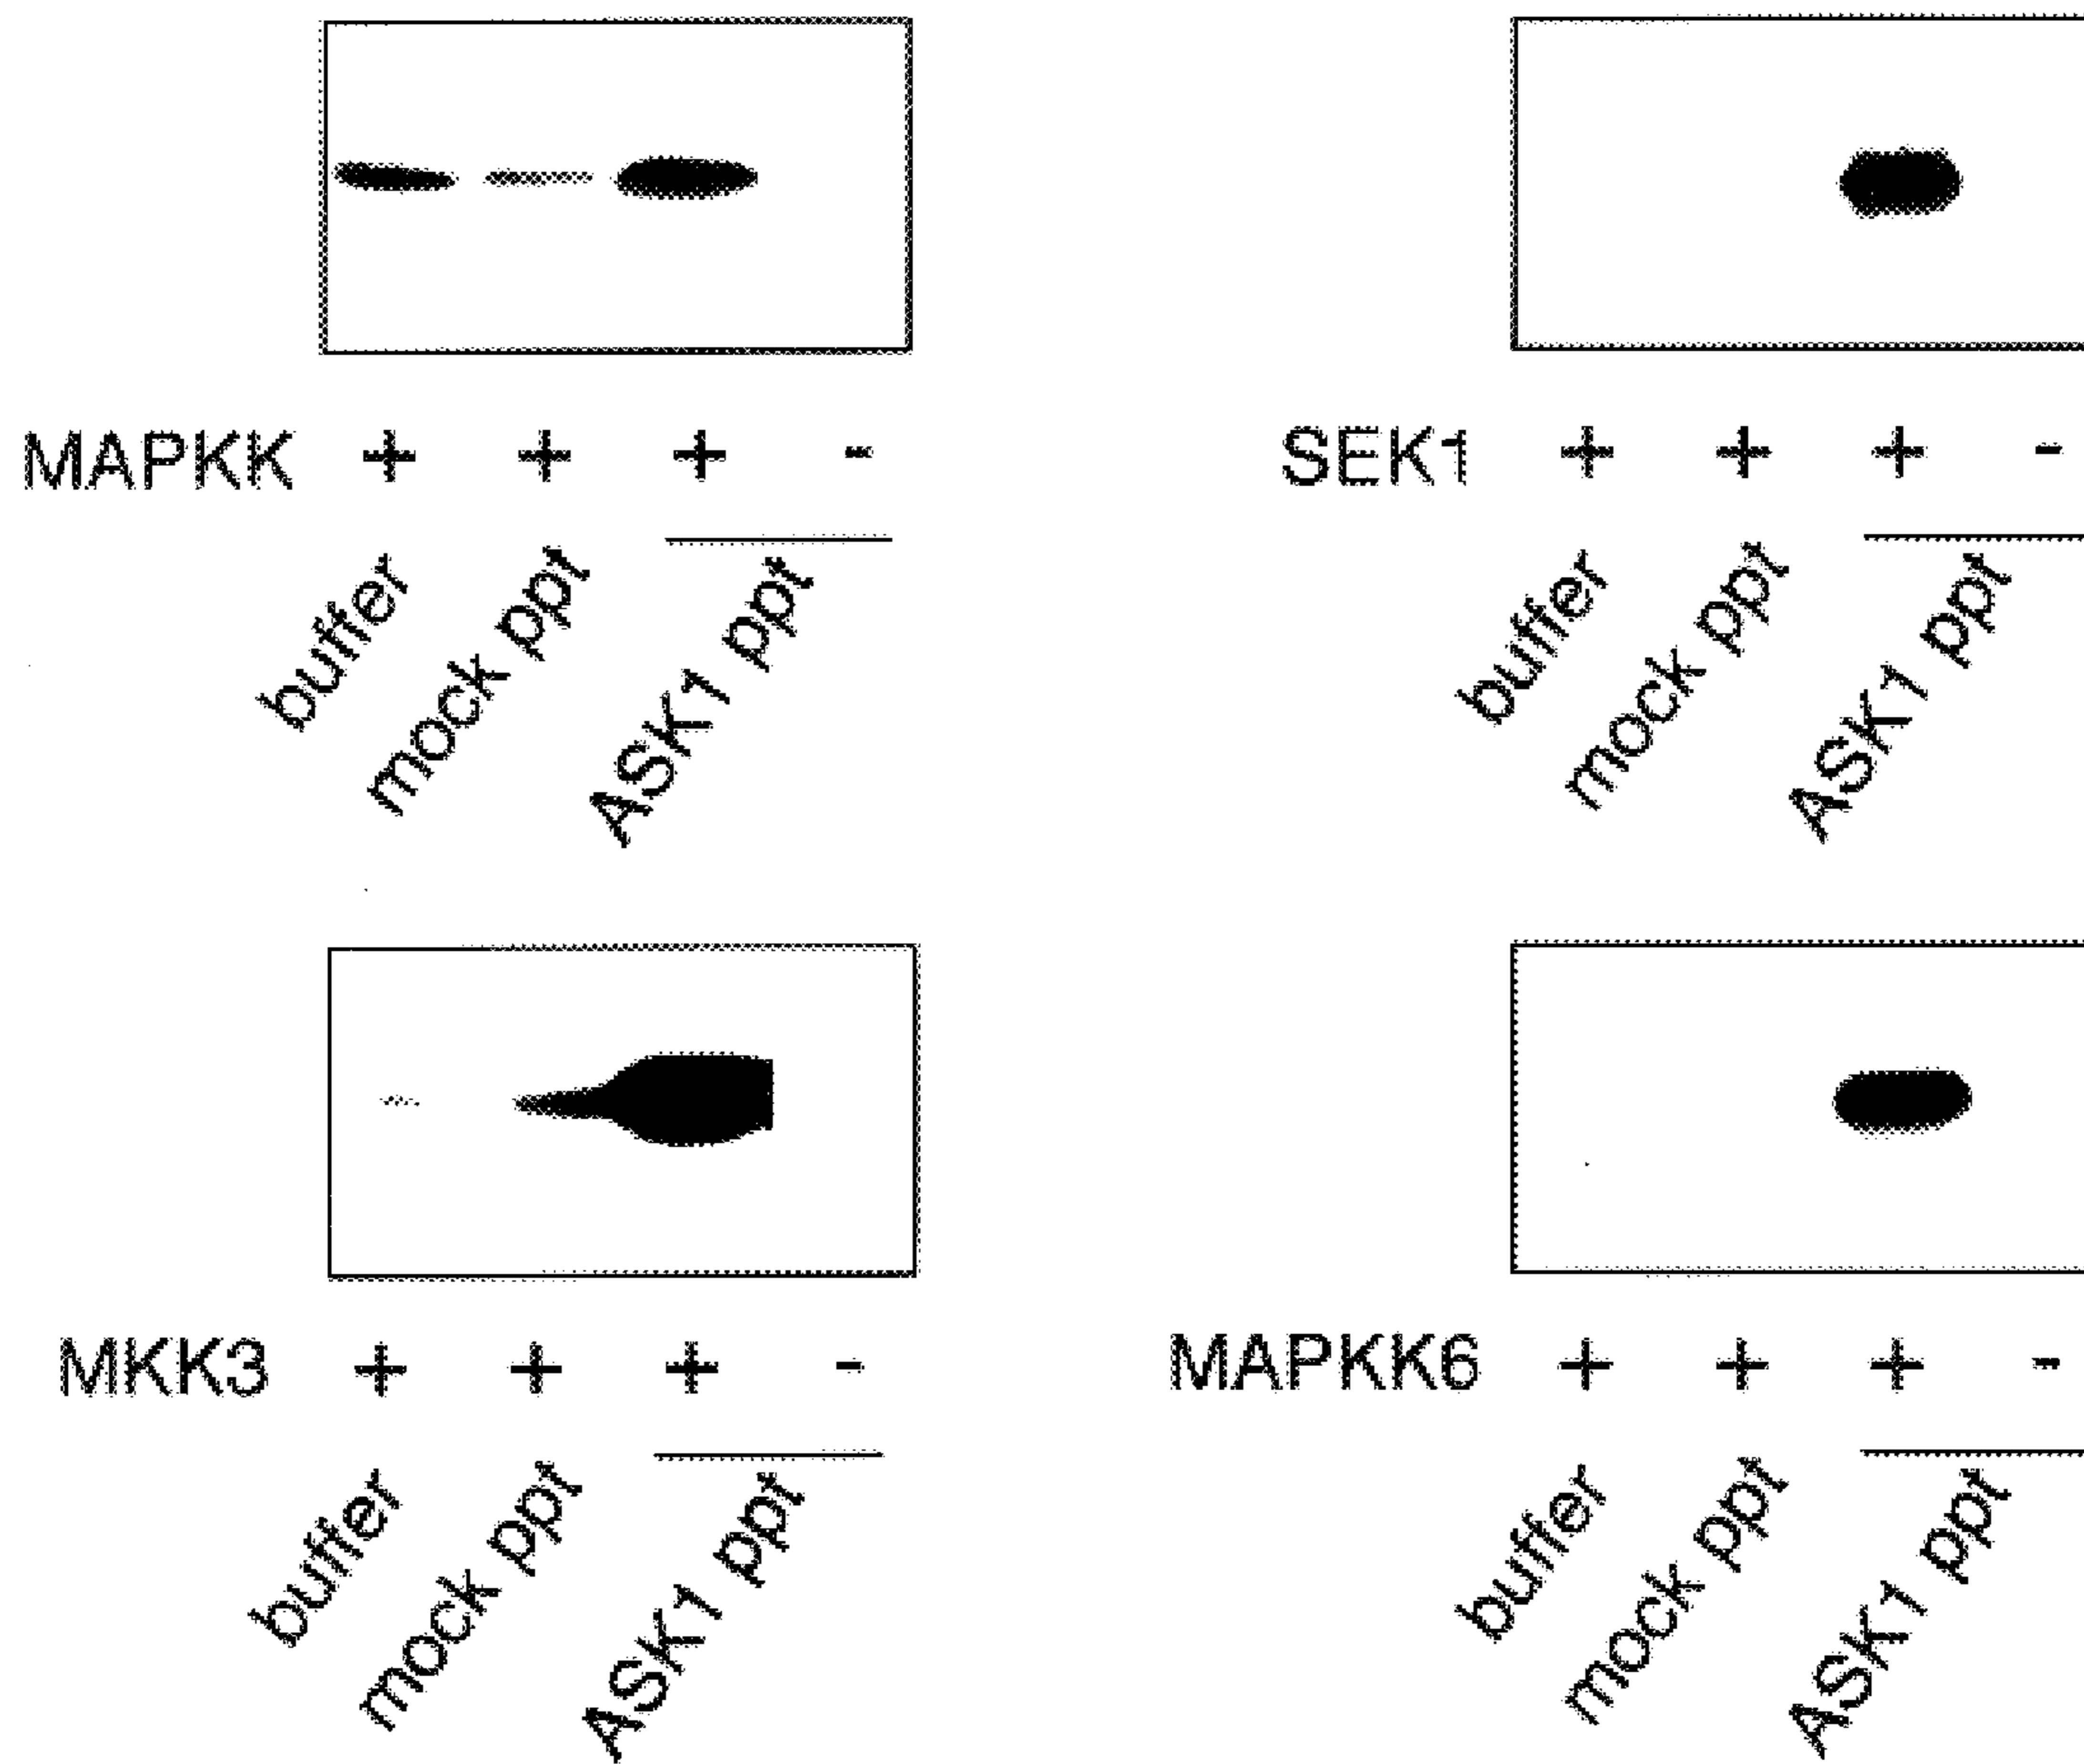 MAPKK + + + -
buffer
mock ppt
ASK1 ppt
SEK1 + + + -
buffer
mock ppt
ASK1 ppt
MKK3 + + + -
buffer
mock ppt
ASK1 ppt
MAPKK6 + + + -
buffer
mock ppt
ASK1 ppt